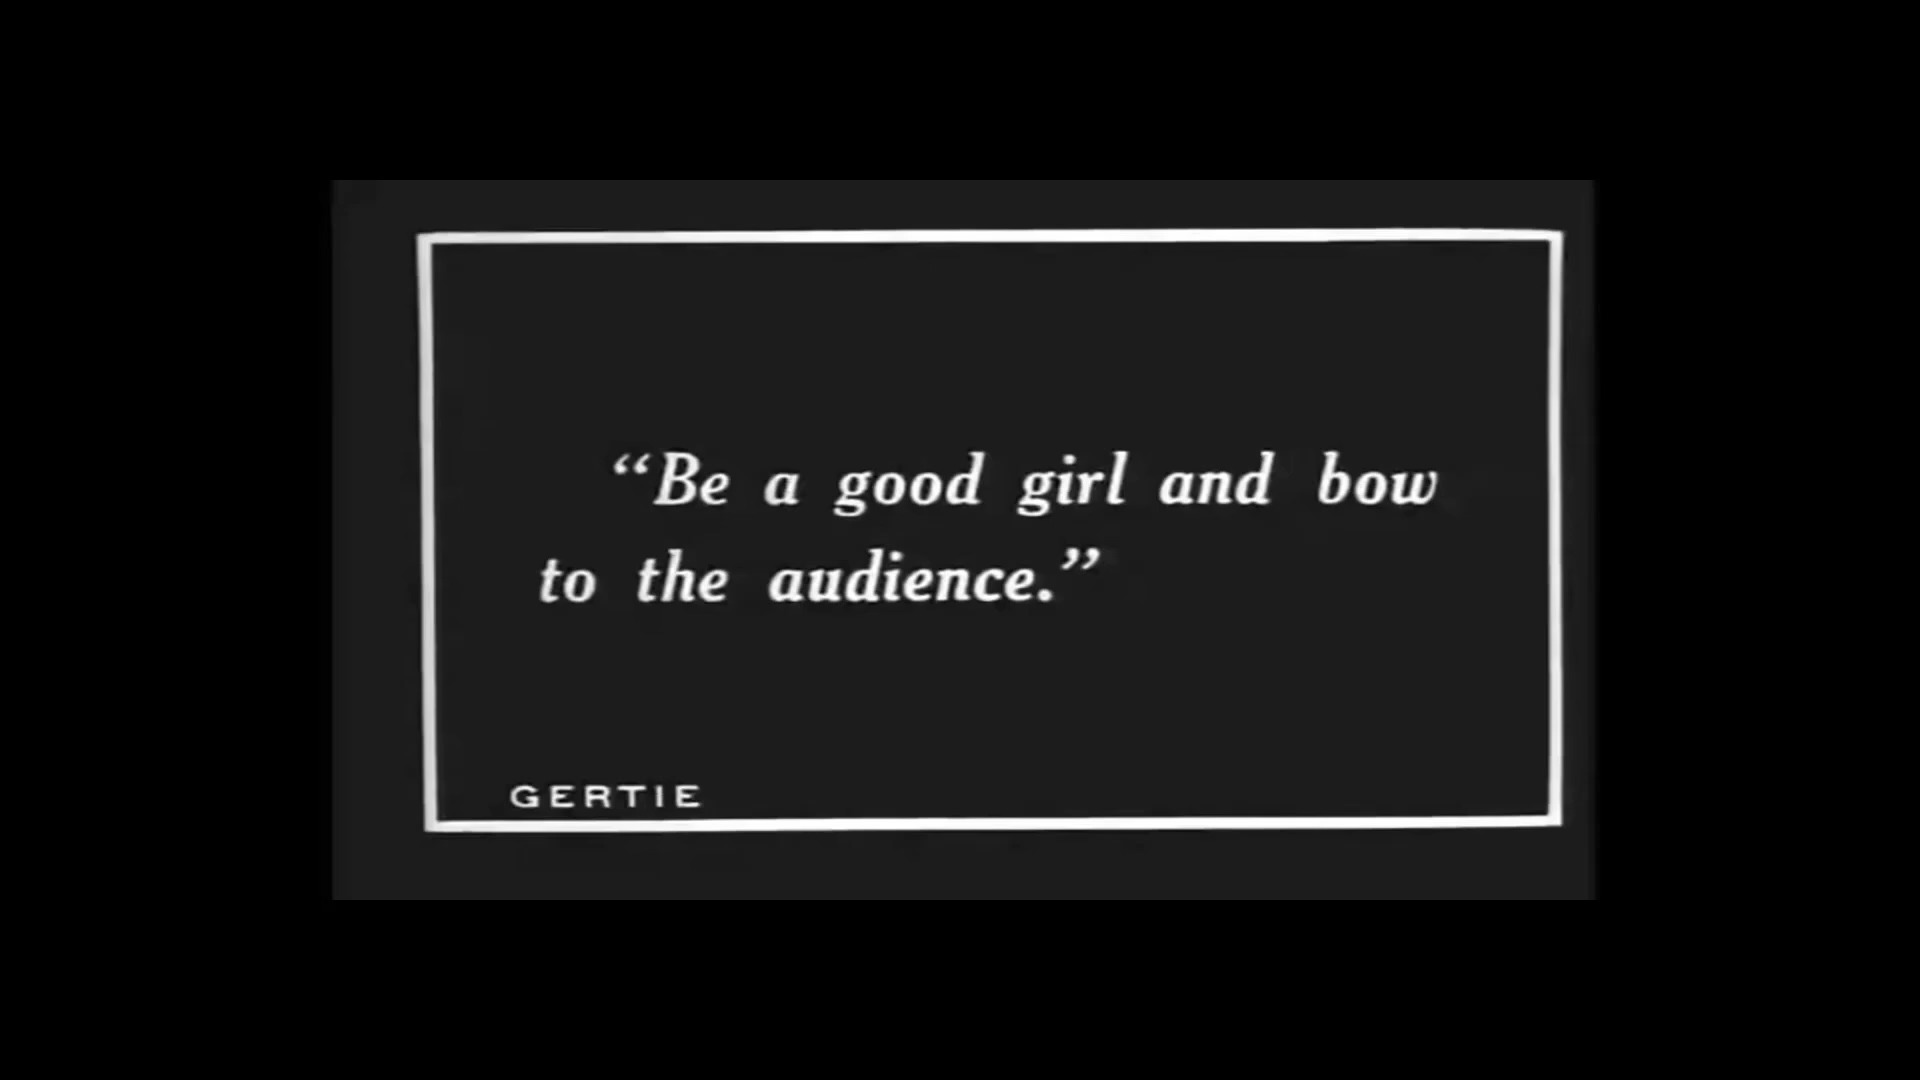 “Be a good girl and bow
to the audience.”
GERTIE